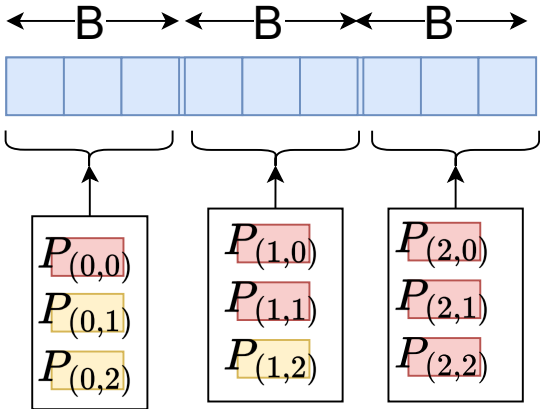 B B B
P(0,0) P(1,0) P(2,0)
P(0,1) P(1,1) P(2,1)
P(0,2) P(1,2) P(2,2)